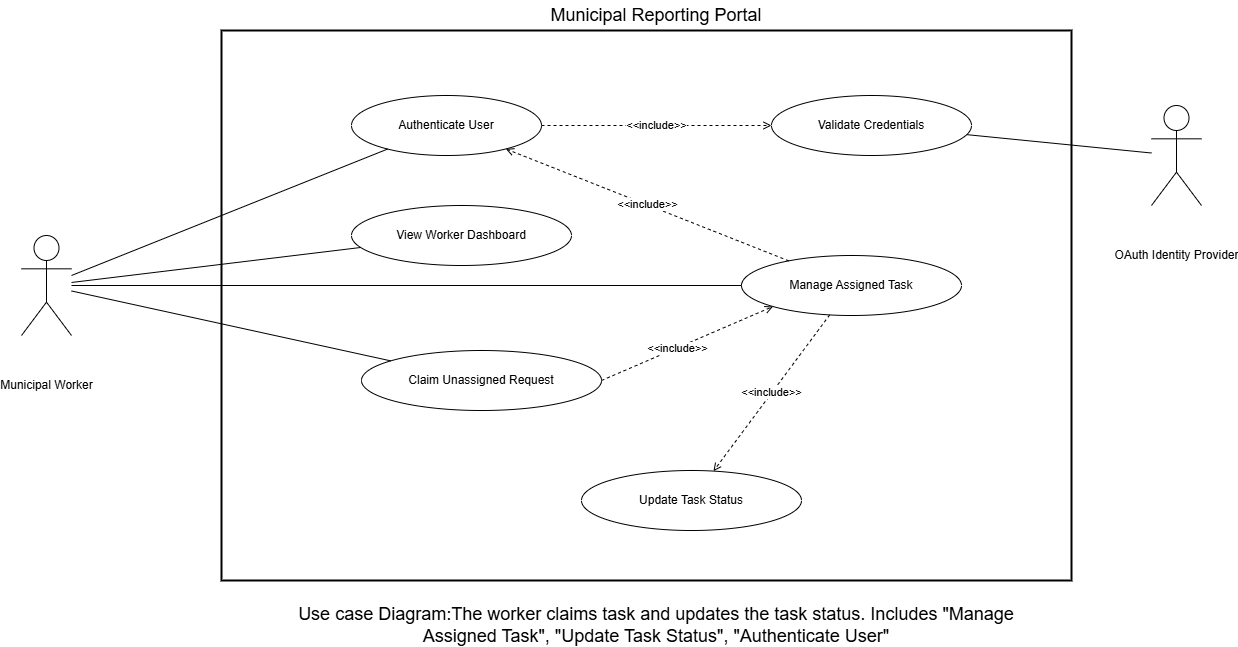 Municipal Reporting Portal
Authenticate User
<<include>>
Validate Credentials
<<include>>
View Worker Dashboard
OAuth Identity Provider
Manage Assigned Task
<<include>>
Claim Unassigned Request
Municipal Worker
<<include>>
Update Task Status
Use case Diagram:The worker claims task and updates the task status. Includes "Manage
Assigned Task", "Update Task Status", "Authenticate User"